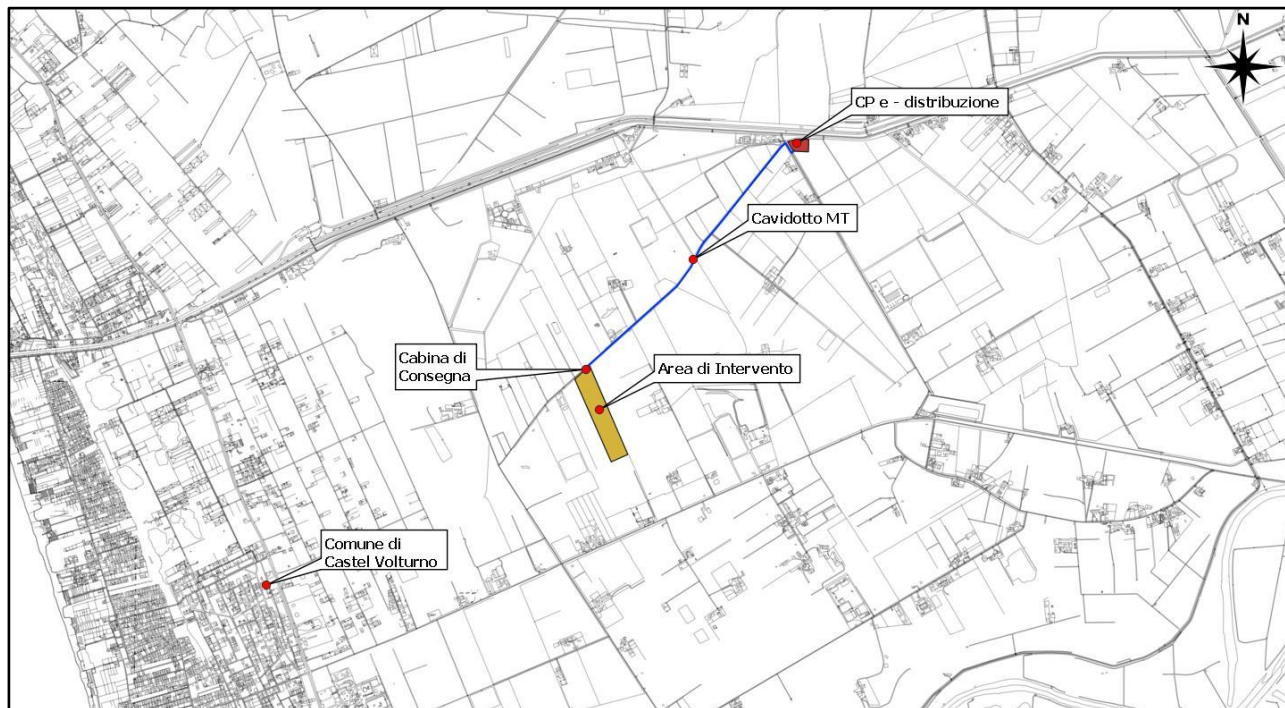 N
CP e - distribuzione
Cavidotto MT
Cabina di
Consegna
Area di Intervento
Comune di
Castel Volturno